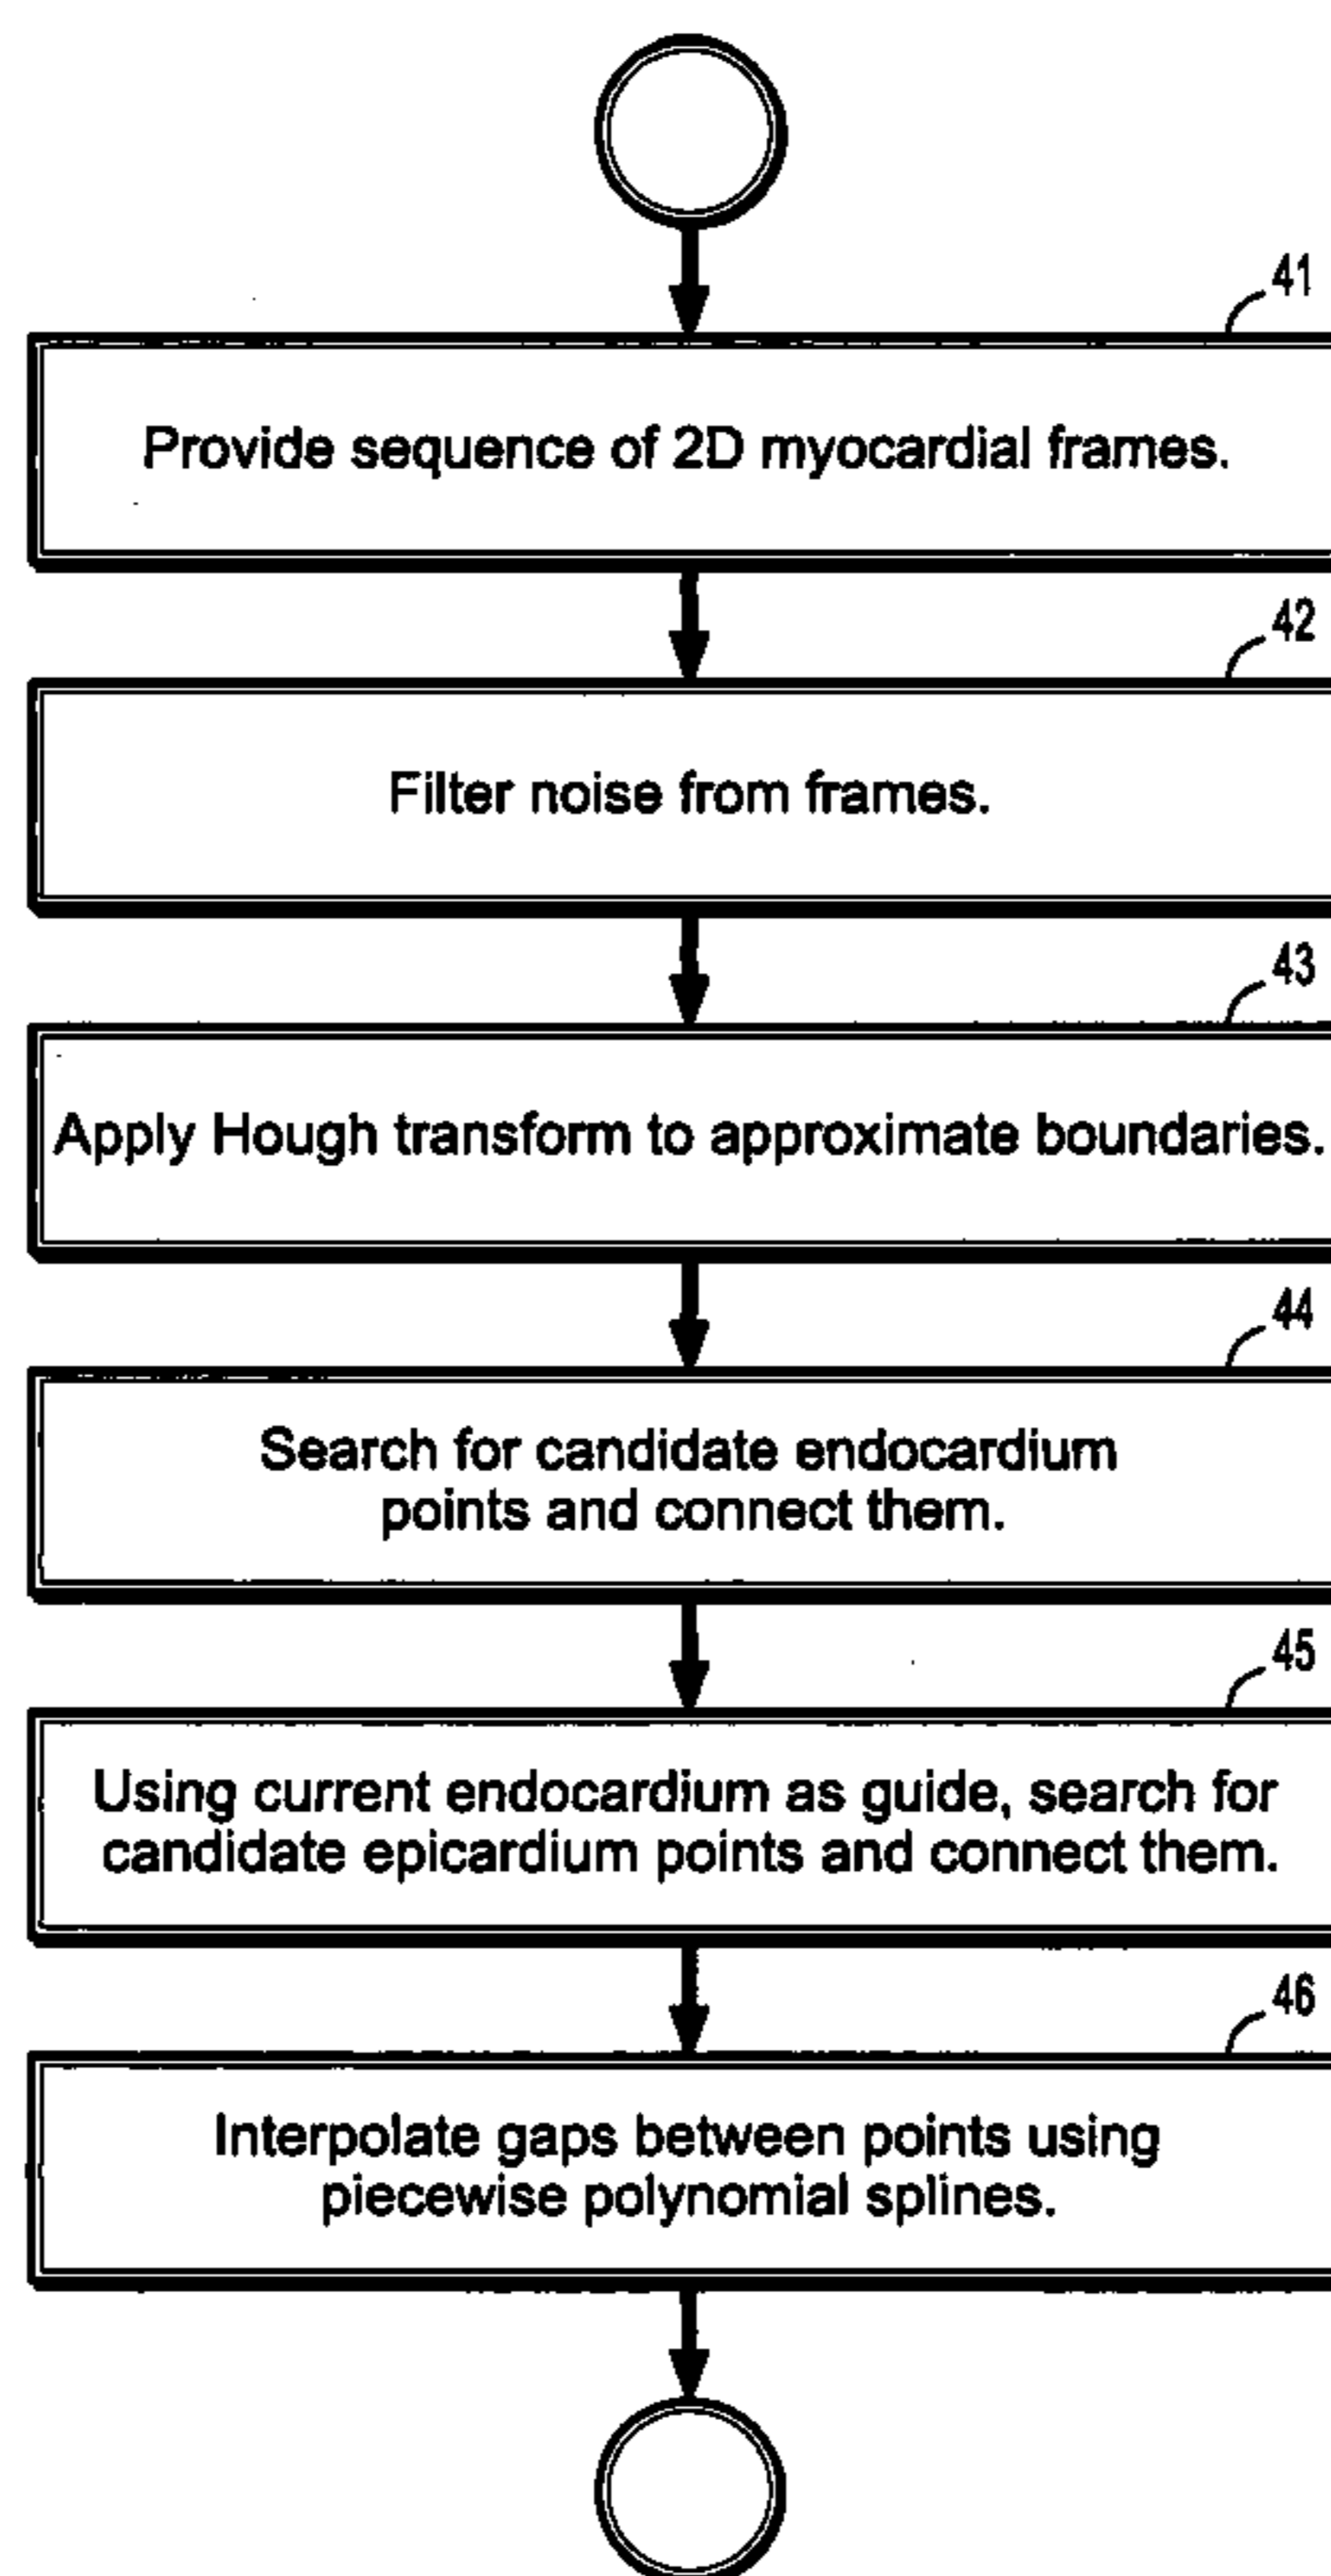 41
Provide sequence of 2D myocardial frames.
42
Filter noise from frames.
43
Apply Hough transform to approximate boundaries.
44
Search for candidate endocardium
points and connect them.
45
Using current endocardium as guide, search for
candidate epicardium points and connect them.
46
Interpolate gaps between points using
piecewise polynomial splines.